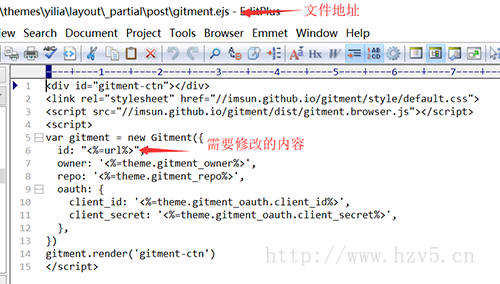 \themes\yilia\layout\_partial\post\gitment.ejs - EditPlus
文件地址
View Search Document Project Tools Browser Emmet Window Help
1 <div id="gitment-ctn"></div>
2 <link rel="stylesheet" href="//imsun.github.io/gitment/style/default.css">
3 <script src="//imsun.github.io/gitment/dist/gitment.browser.js"></script>
4 <script>
5 var gitment = new Gitment({
6 id: "<%=url%>",
需要修改的内容
7 owner: '<%=theme.gitment_owner%>',
8 repo: '<%=theme.gitment_repo%>',
9 oauth: {
10 client_id: '<%=theme.gitment_oauth.client_id%>',
11 client_secret: '<%=theme.gitment_oauth.client_secret%>',
12 },
13 })
14 gitment.render('gitment-ctn')
15 </script>
http://www.hzv5.cn